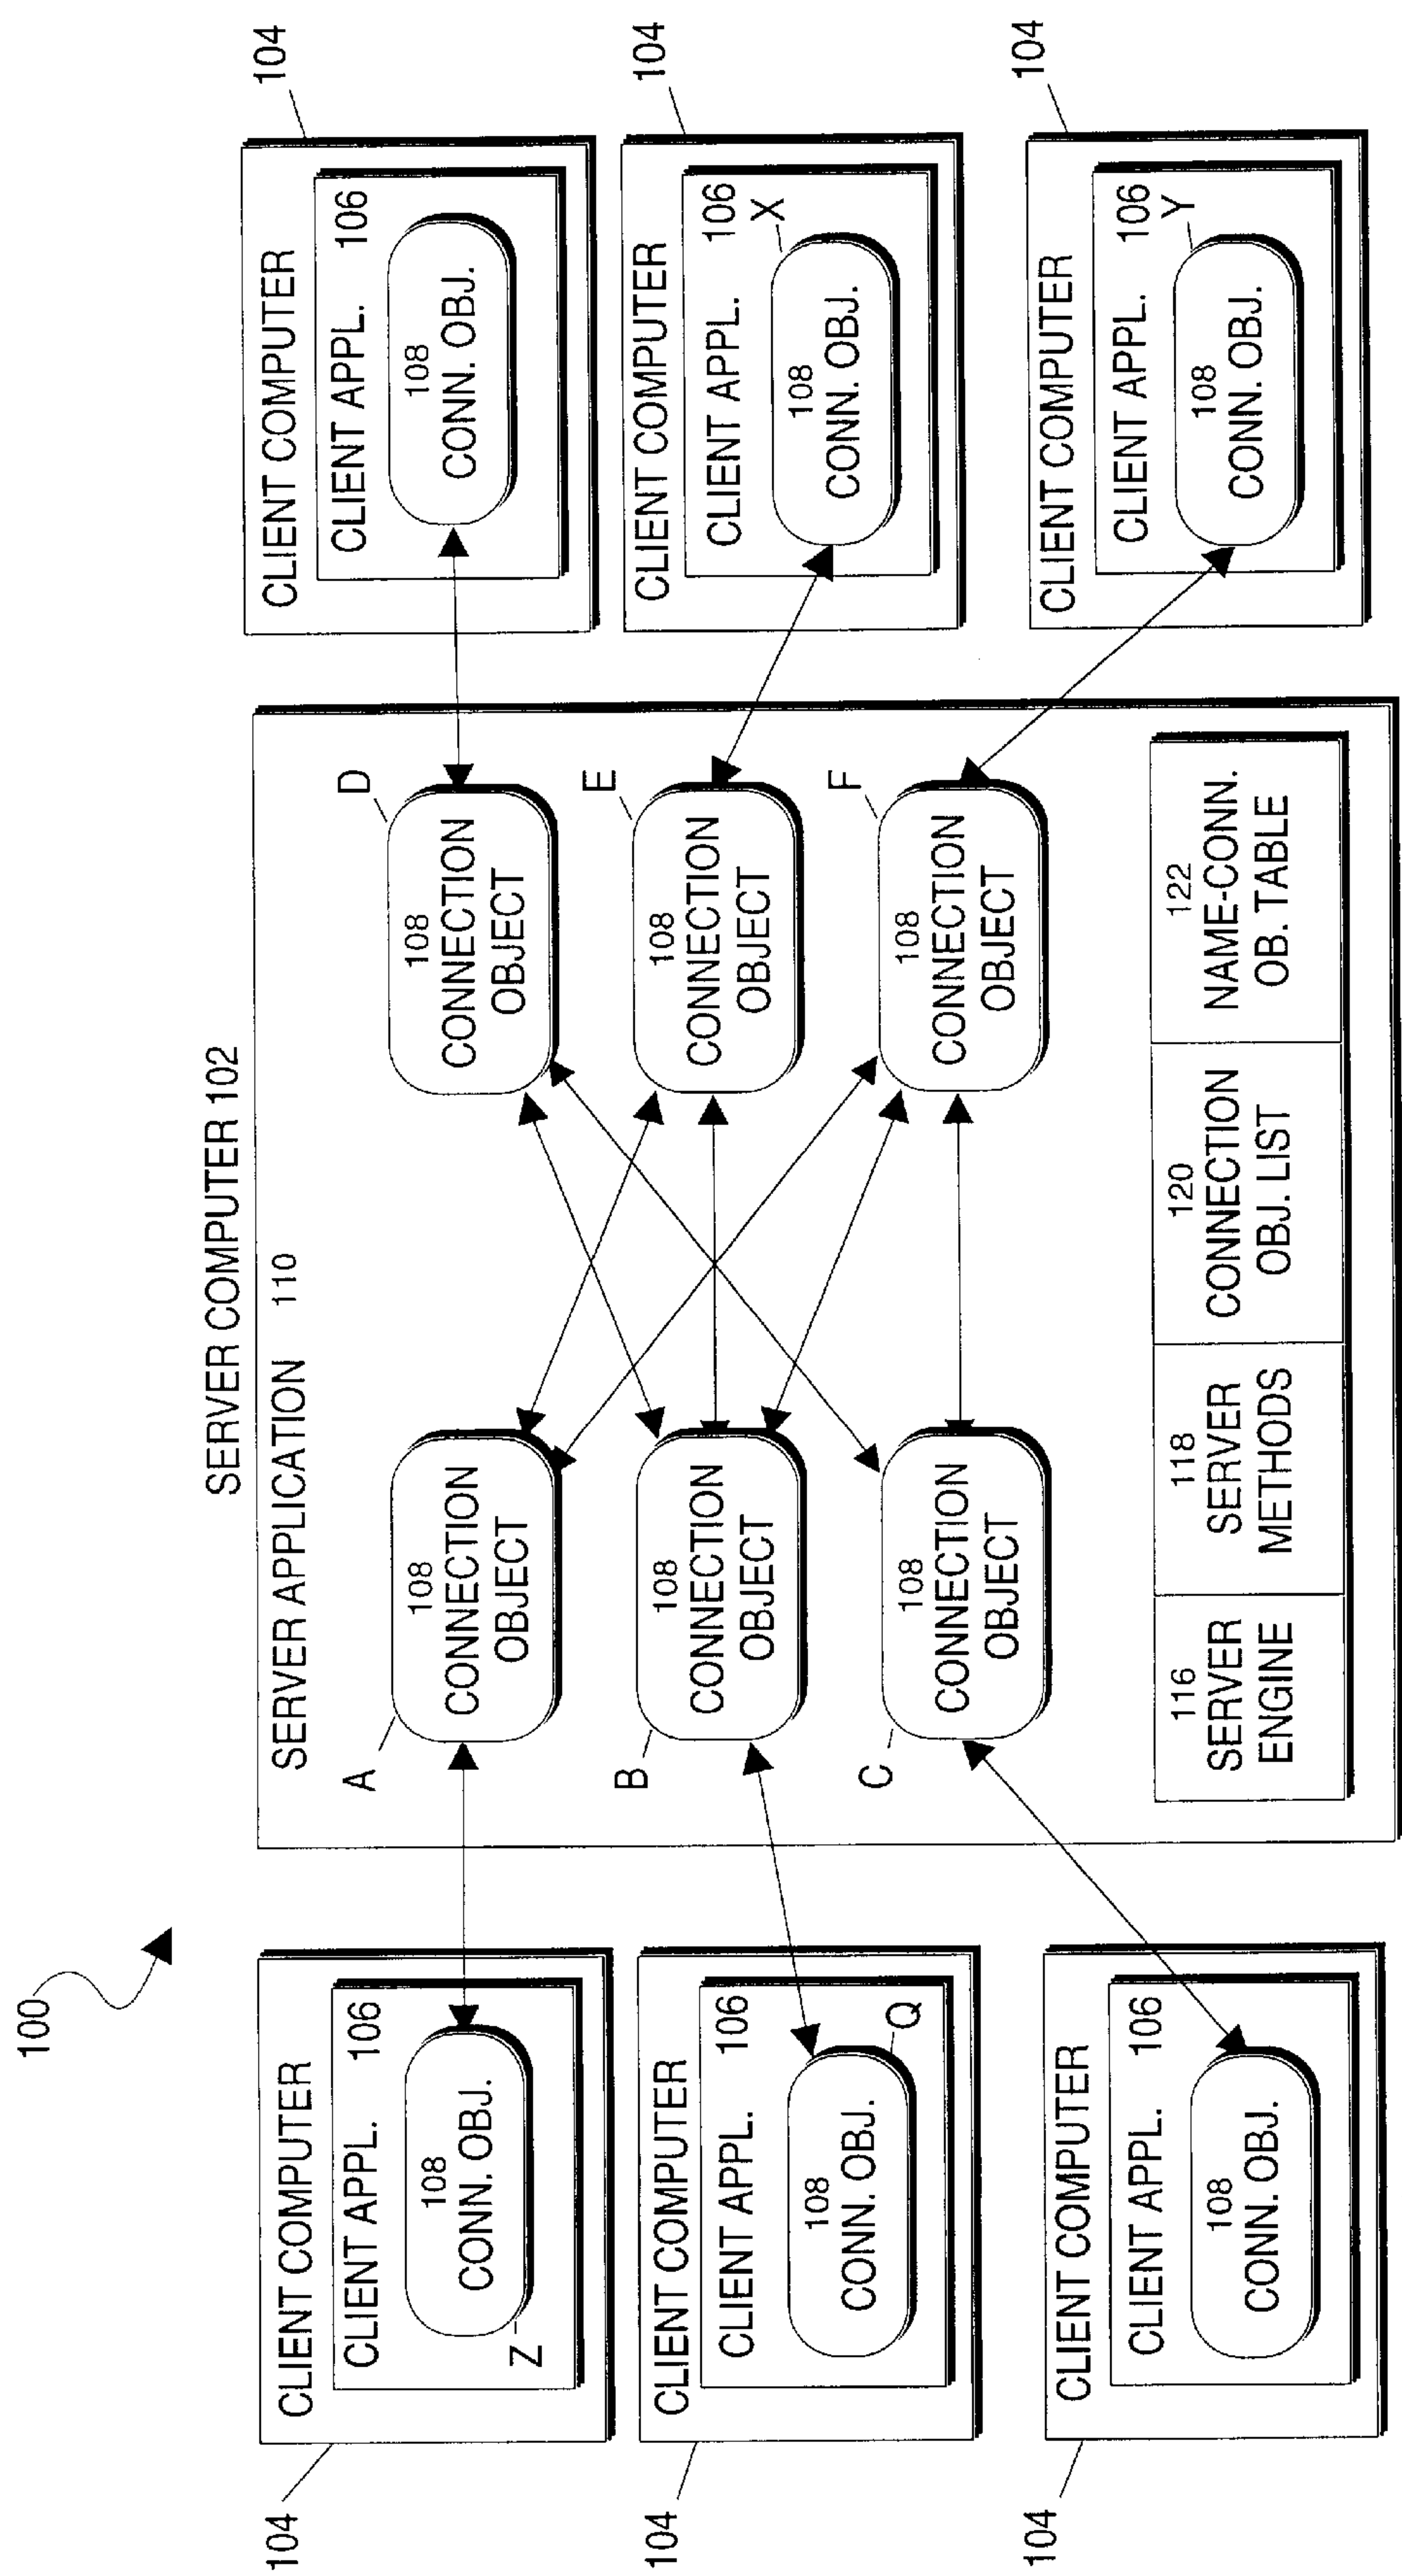 100
SERVER COMPUTER 102
104
CLIENT COMPUTER
CLIENT APPL. 106
108
CONN. OBJ.
Z
104
CLIENT COMPUTER
CLIENT APPL. 106
108
CONN. OBJ.
Q
104
CLIENT COMPUTER
CLIENT APPL. 106
108
CONN. OBJ.
SERVER APPLICATION 110
A
108
CONNECTION
OBJECT
B
108
CONNECTION
OBJECT
C
108
CONNECTION
OBJECT
D
108
CONNECTION
OBJECT
E
108
CONNECTION
OBJECT
F
108
CONNECTION
OBJECT
116
SERVER
ENGINE
118
SERVER
METHODS
120
CONNECTION
OBJ. LIST
122
NAME-CONN.
OB. TABLE
104
CLIENT COMPUTER
CLIENT APPL. 106
108
CONN. OBJ.
104
CLIENT COMPUTER
CLIENT APPL. 106
X
108
CONN. OBJ.
104
CLIENT COMPUTER
CLIENT APPL. 106
Y
108
CONN. OBJ.